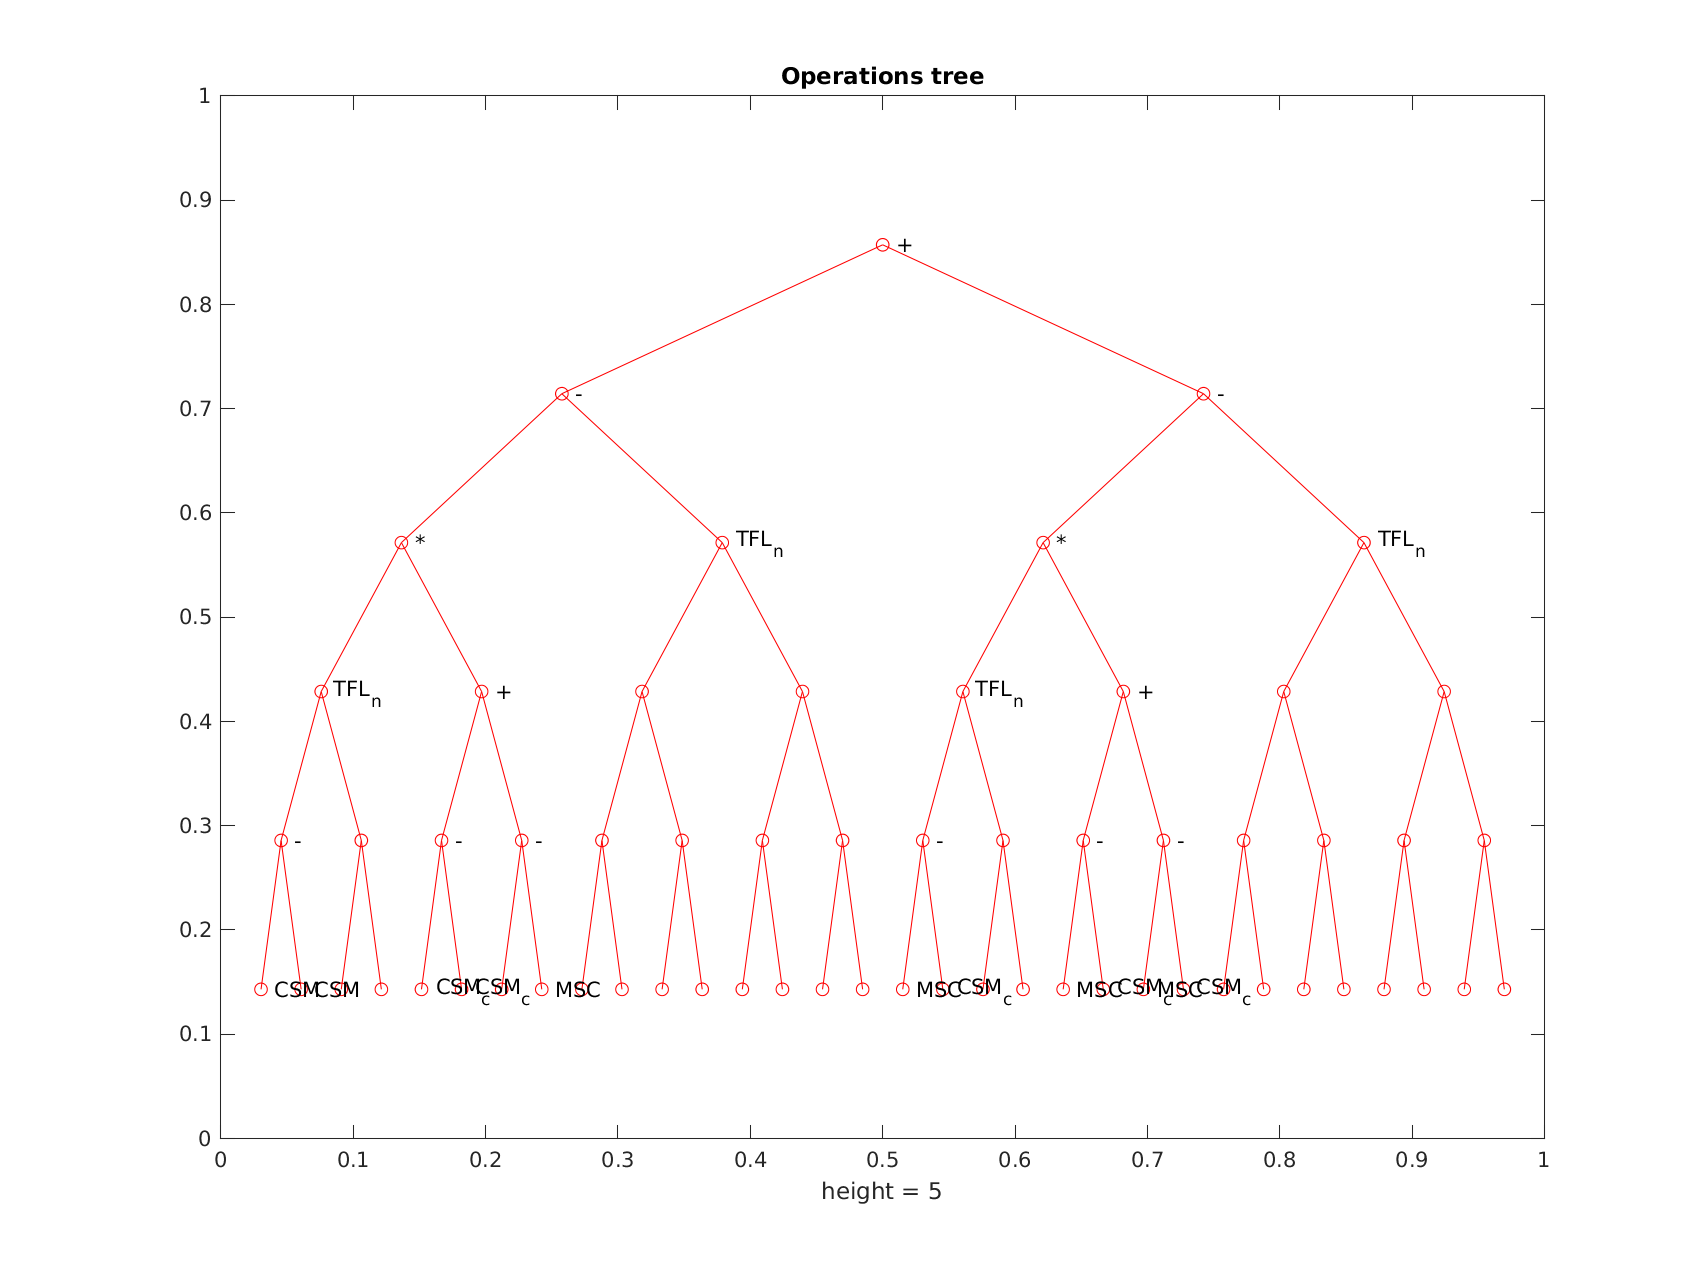 Operations tree
1
0.9
+
0.8
0.7
- -
0.6
* TFLn * TFLn
0.5
TFLn + TFLn +
0.4
0.3
- - - - - -
0.2
CSM CSM CSMc CSMc MSC MSC CSMc MSC CSMc MSC CSMc
0.1
0
0 0.1 0.2 0.3 0.4 0.5 0.6 0.7 0.8 0.9 1
height = 5